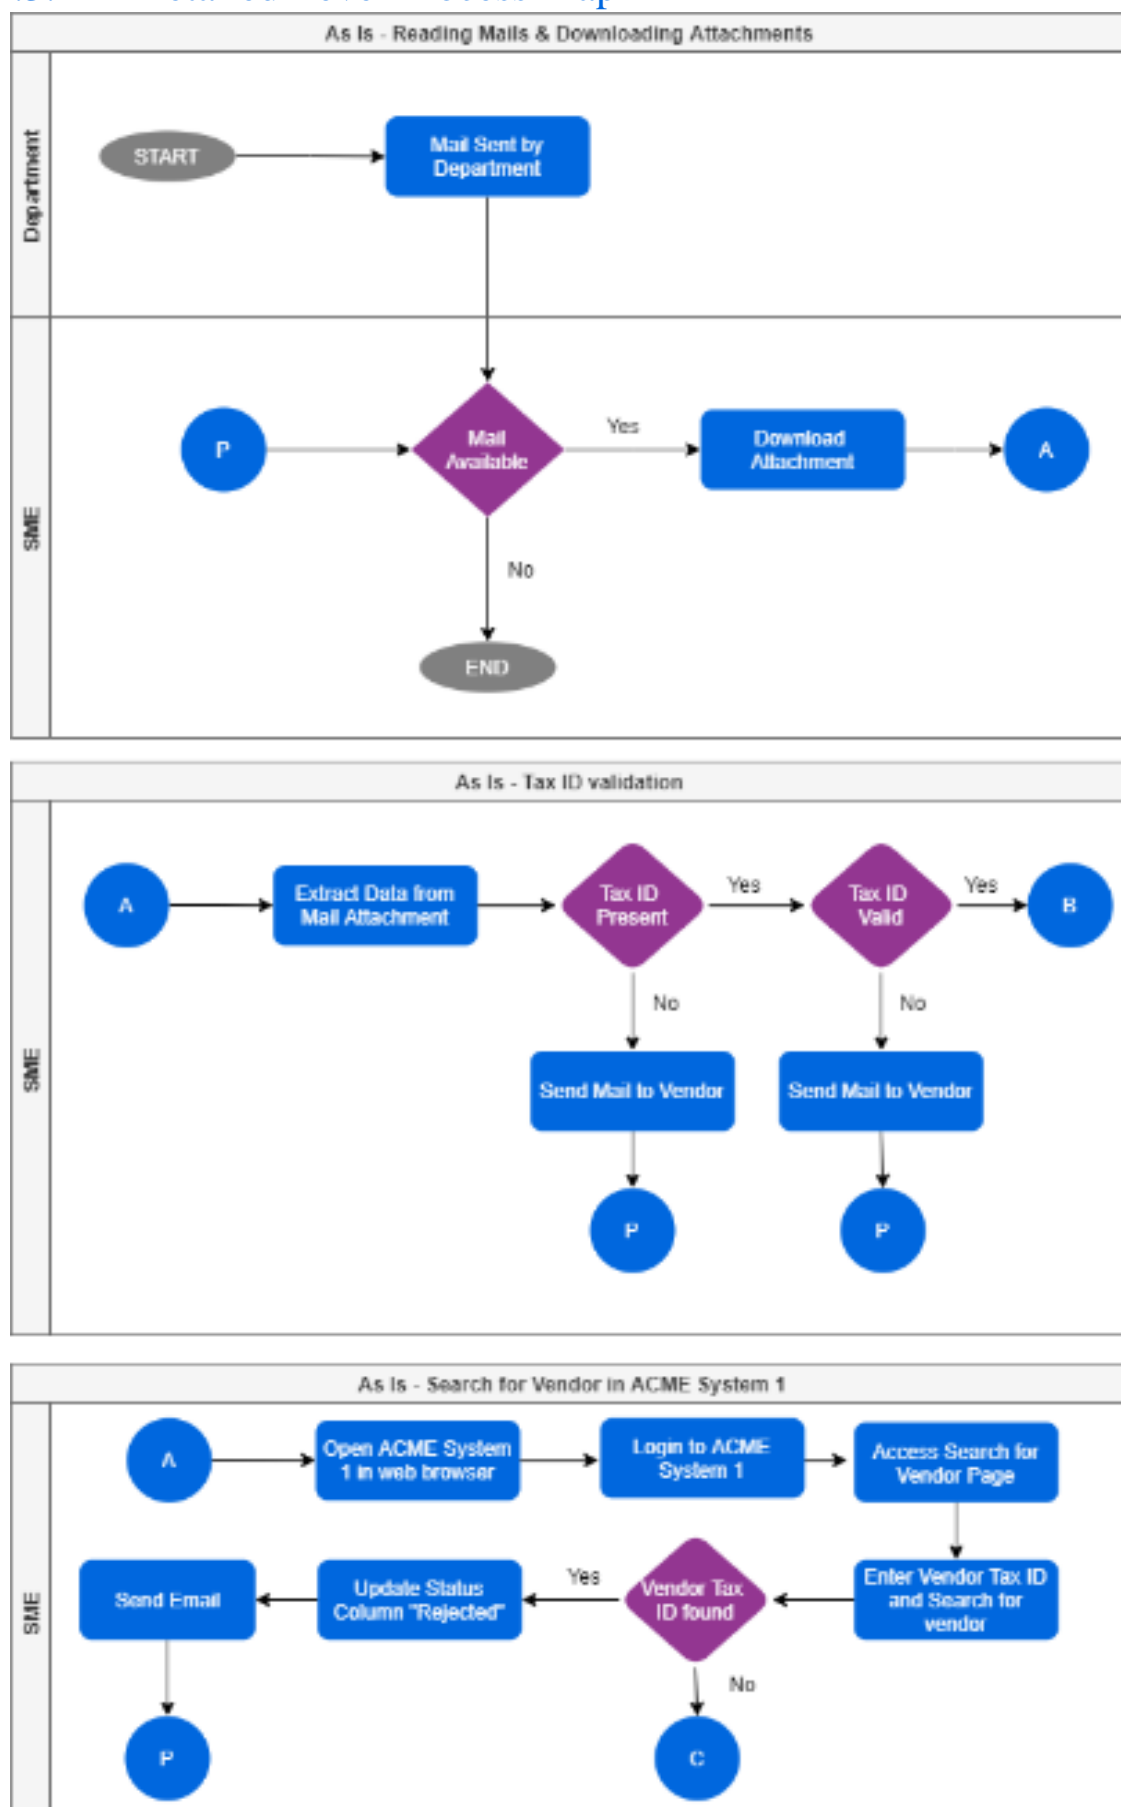 As Is - Reading Mails & Downloading Attachments
Department
START
Mail Sent by
Department
SME
P
Mail
Available
Yes
Download
Attachment
A
No
END
As Is - Tax ID validation
SME
A
Extract Data from
Mail Attachment
Tax ID
Present
Yes
Tax ID
Valid
Yes
B
No
No
Send Mail to Vendor
Send Mail to Vendor
P
P
As Is - Search for Vendor in ACME System 1
SME
A
Open ACME System
1 in web browser
Login to ACME
System 1
Access Search for
Vendor Page
Send Email
Update Status
Column "Rejected"
Yes
Vendor Tax
ID found
Enter Vendor Tax ID
and Search for
vendor
No
P
C